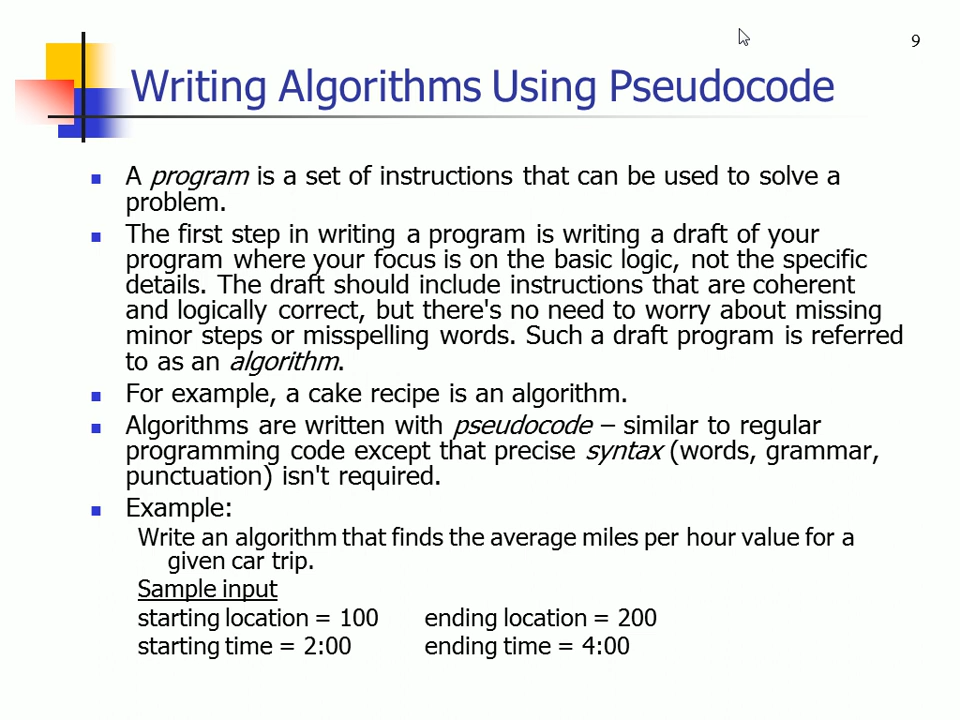 9
Writing Algorithms Using Pseudocode
A program is a set of instructions that can be used to solve a
problem.
The first step in writing a program is writing a draft of your
program where your focus is on the basic logic, not the specific
details. The draft should include instructions that are coherent
and logically correct, but there's no need to worry about missing
minor steps or misspelling words. Such a draft program is referred
to as an algorithm.
For example, a cake recipe is an algorithm.
Algorithms are written with pseudocode – similar to regular
programming code except that precise syntax (words, grammar,
punctuation) isn't required.
Example:
Write an algorithm that finds the average miles per hour value for a
given car trip.
Sample input
starting location = 100 ending location = 200
starting time = 2:00 ending time = 4:00